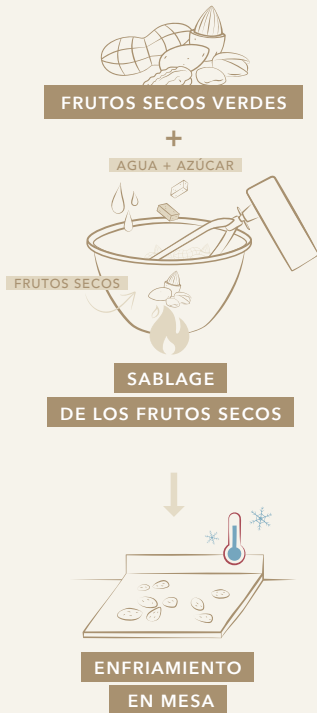 FRUTOS SECOS VERDES
+
AGUA + AZÚCAR
FRUTOS SECOS
SABLAGE
DE LOS FRUTOS SECOS
ENFRIAMIENTO
EN MESA